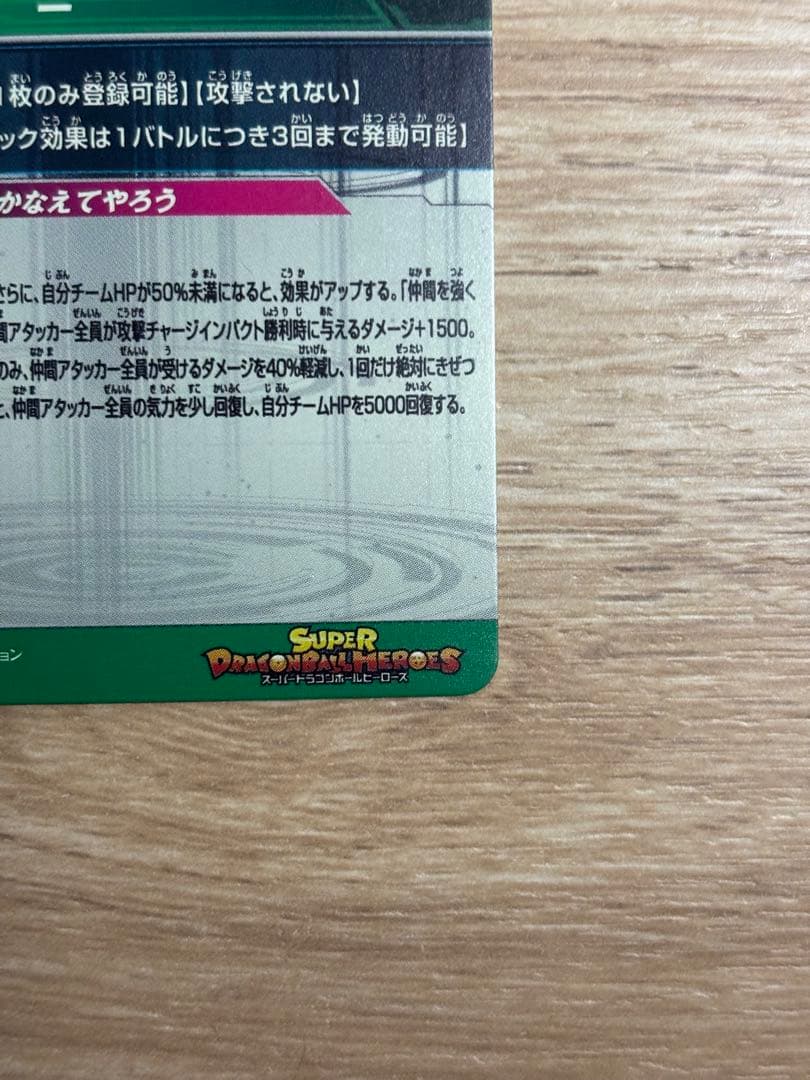 ー
1枚のみ登録可能】【攻撃されない】
ック効果は1バトルにつき3回まで発動可能】
かなえてやろう
さらに、自分チームHPが50%未満になると、効果がアップする。「仲間を強く
間アタッカー全員が攻撃チャージインパクト勝利時に与えるダメージ+1500。
のみ、仲間アタッカー全員が受けるダメージを40%軽減し、1回だけ絶対にきぜつ
と、仲間アタッカー全員の気力を少し回復し、自分チームHPを5000回復する。
ョン
SUPER
DRAGONBALL HEROES
スーパードラゴンボールヒーローズ